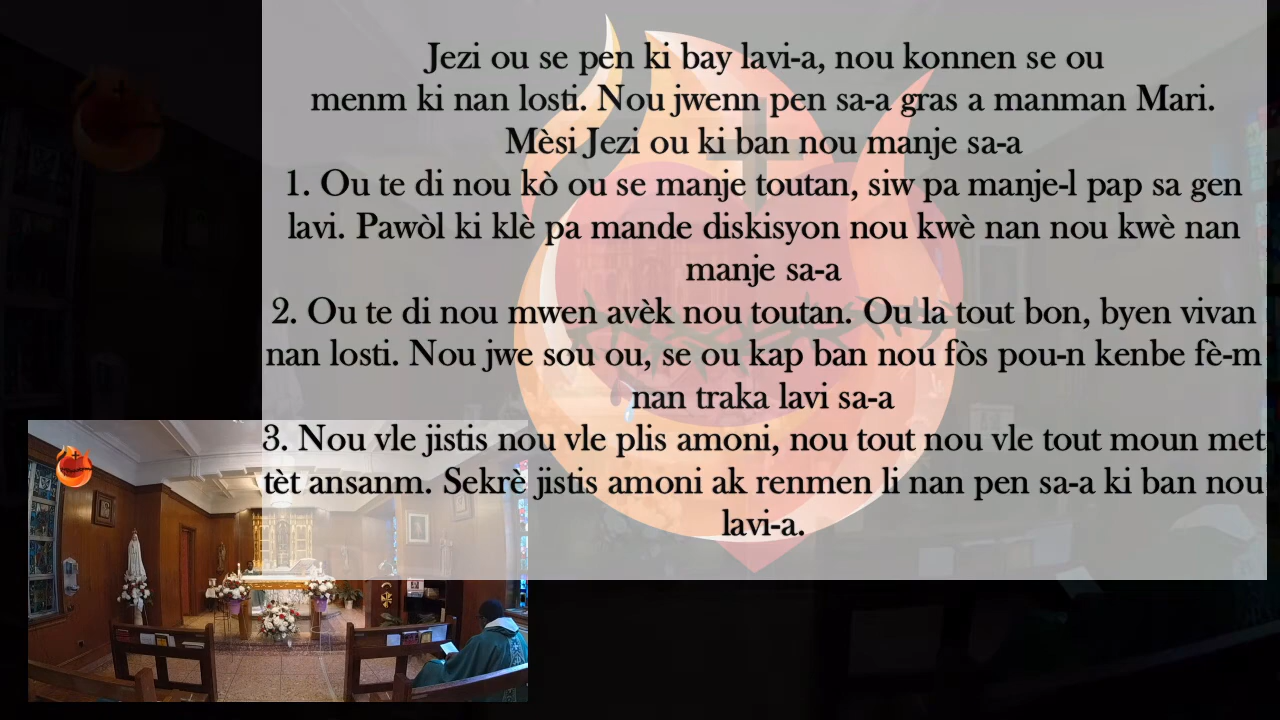 Jezi ou se pen ki bay lavi-a, nou konnen se ou
menm ki nan losti. Nou jwenn pen sa-a gras a manman Mari.
Mèsi Jezi ou ki ban nou manje sa-a
1. Ou te di nou kò ou se manje toutan, siw pa manje-l pap sa gen
lavi. Pawòl ki klè pa mande diskisyon nou kwè nan nou kwè nan
manje sa-a
2. Ou te di nou mwen avèk nou toutan. Ou la tout bon, byen vivan
nan losti. Nou jwe sou ou, se ou kap ban nou fòs pou-n kenbe fè-m
nan traka lavi sa-a
3. Nou vle jistis nou vle plis amoni, nou tout nou vle tout moun met
tèt ansanm. Sekrè jistis amoni ak renmen li nan pen sa-a ki ban nou
lavi-a.